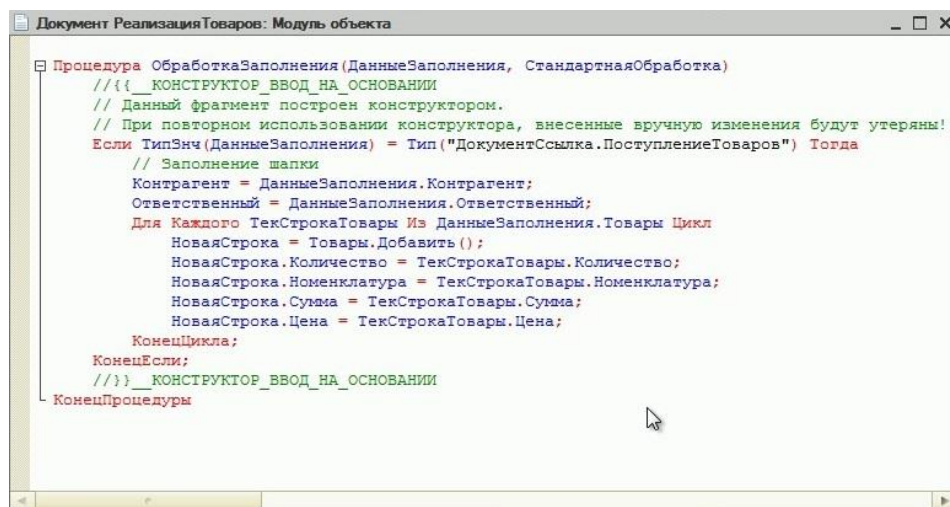 Документ РеализацияТоваров: Модуль объекта
Процедура ОбработкаЗаполнения(ДанныеЗаполнения, СтандартнаяОбработка)
//{{__КОНСТРУКТОР_ВВОД_НА_ОСНОВАНИИ
// Данный фрагмент построен конструктором.
// При повторном использовании конструктора, внесенные вручную изменения будут утеряны!
Если ТипЗнч(ДанныеЗаполнения) = Тип("ДокументСсылка.ПоступлениеТоваров") Тогда
// Заполнение шапки
Контрагент = ДанныеЗаполнения.Контрагент;
Ответственный = ДанныеЗаполнения.Ответственный;
Для Каждого ТекСтрокаТовары Из ДанныеЗаполнения.Товары Цикл
НоваяСтрока = Товары.Добавить();
НоваяСтрока.Количество = ТекСтрокаТовары.Количество;
НоваяСтрока.Номенклатура = ТекСтрокаТовары.Номенклатура;
НоваяСтрока.Сумма = ТекСтрокаТовары.Сумма;
НоваяСтрока.Цена = ТекСтрокаТовары.Цена;
КонецЦикла;
КонецЕсли;
//}}__КОНСТРУКТОР_ВВОД_НА_ОСНОВАНИИ
КонецПроцедуры